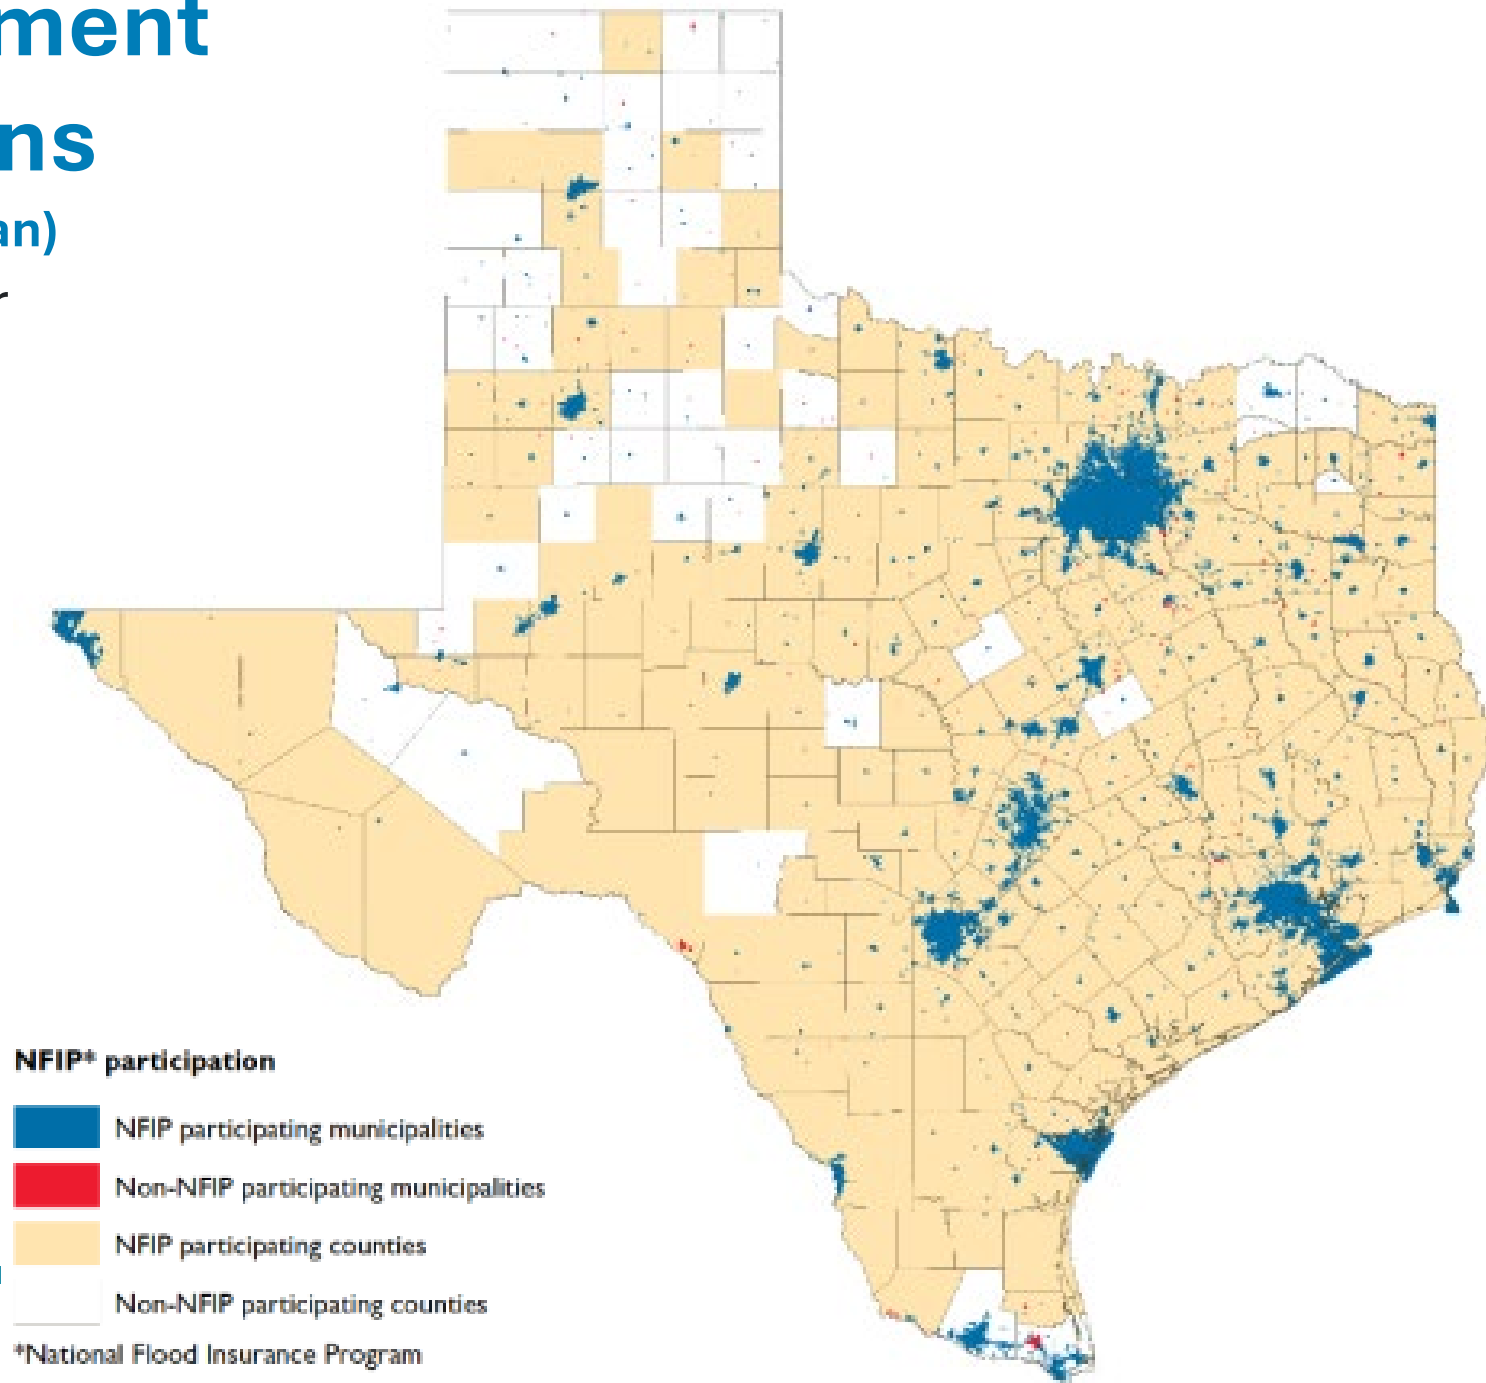 ment
ns
an)
r
NFIP* participation
NFIP participating municipalities
Non-NFIP participating municipalities
NFIP participating counties
Non-NFIP participating counties
*National Flood Insurance Program